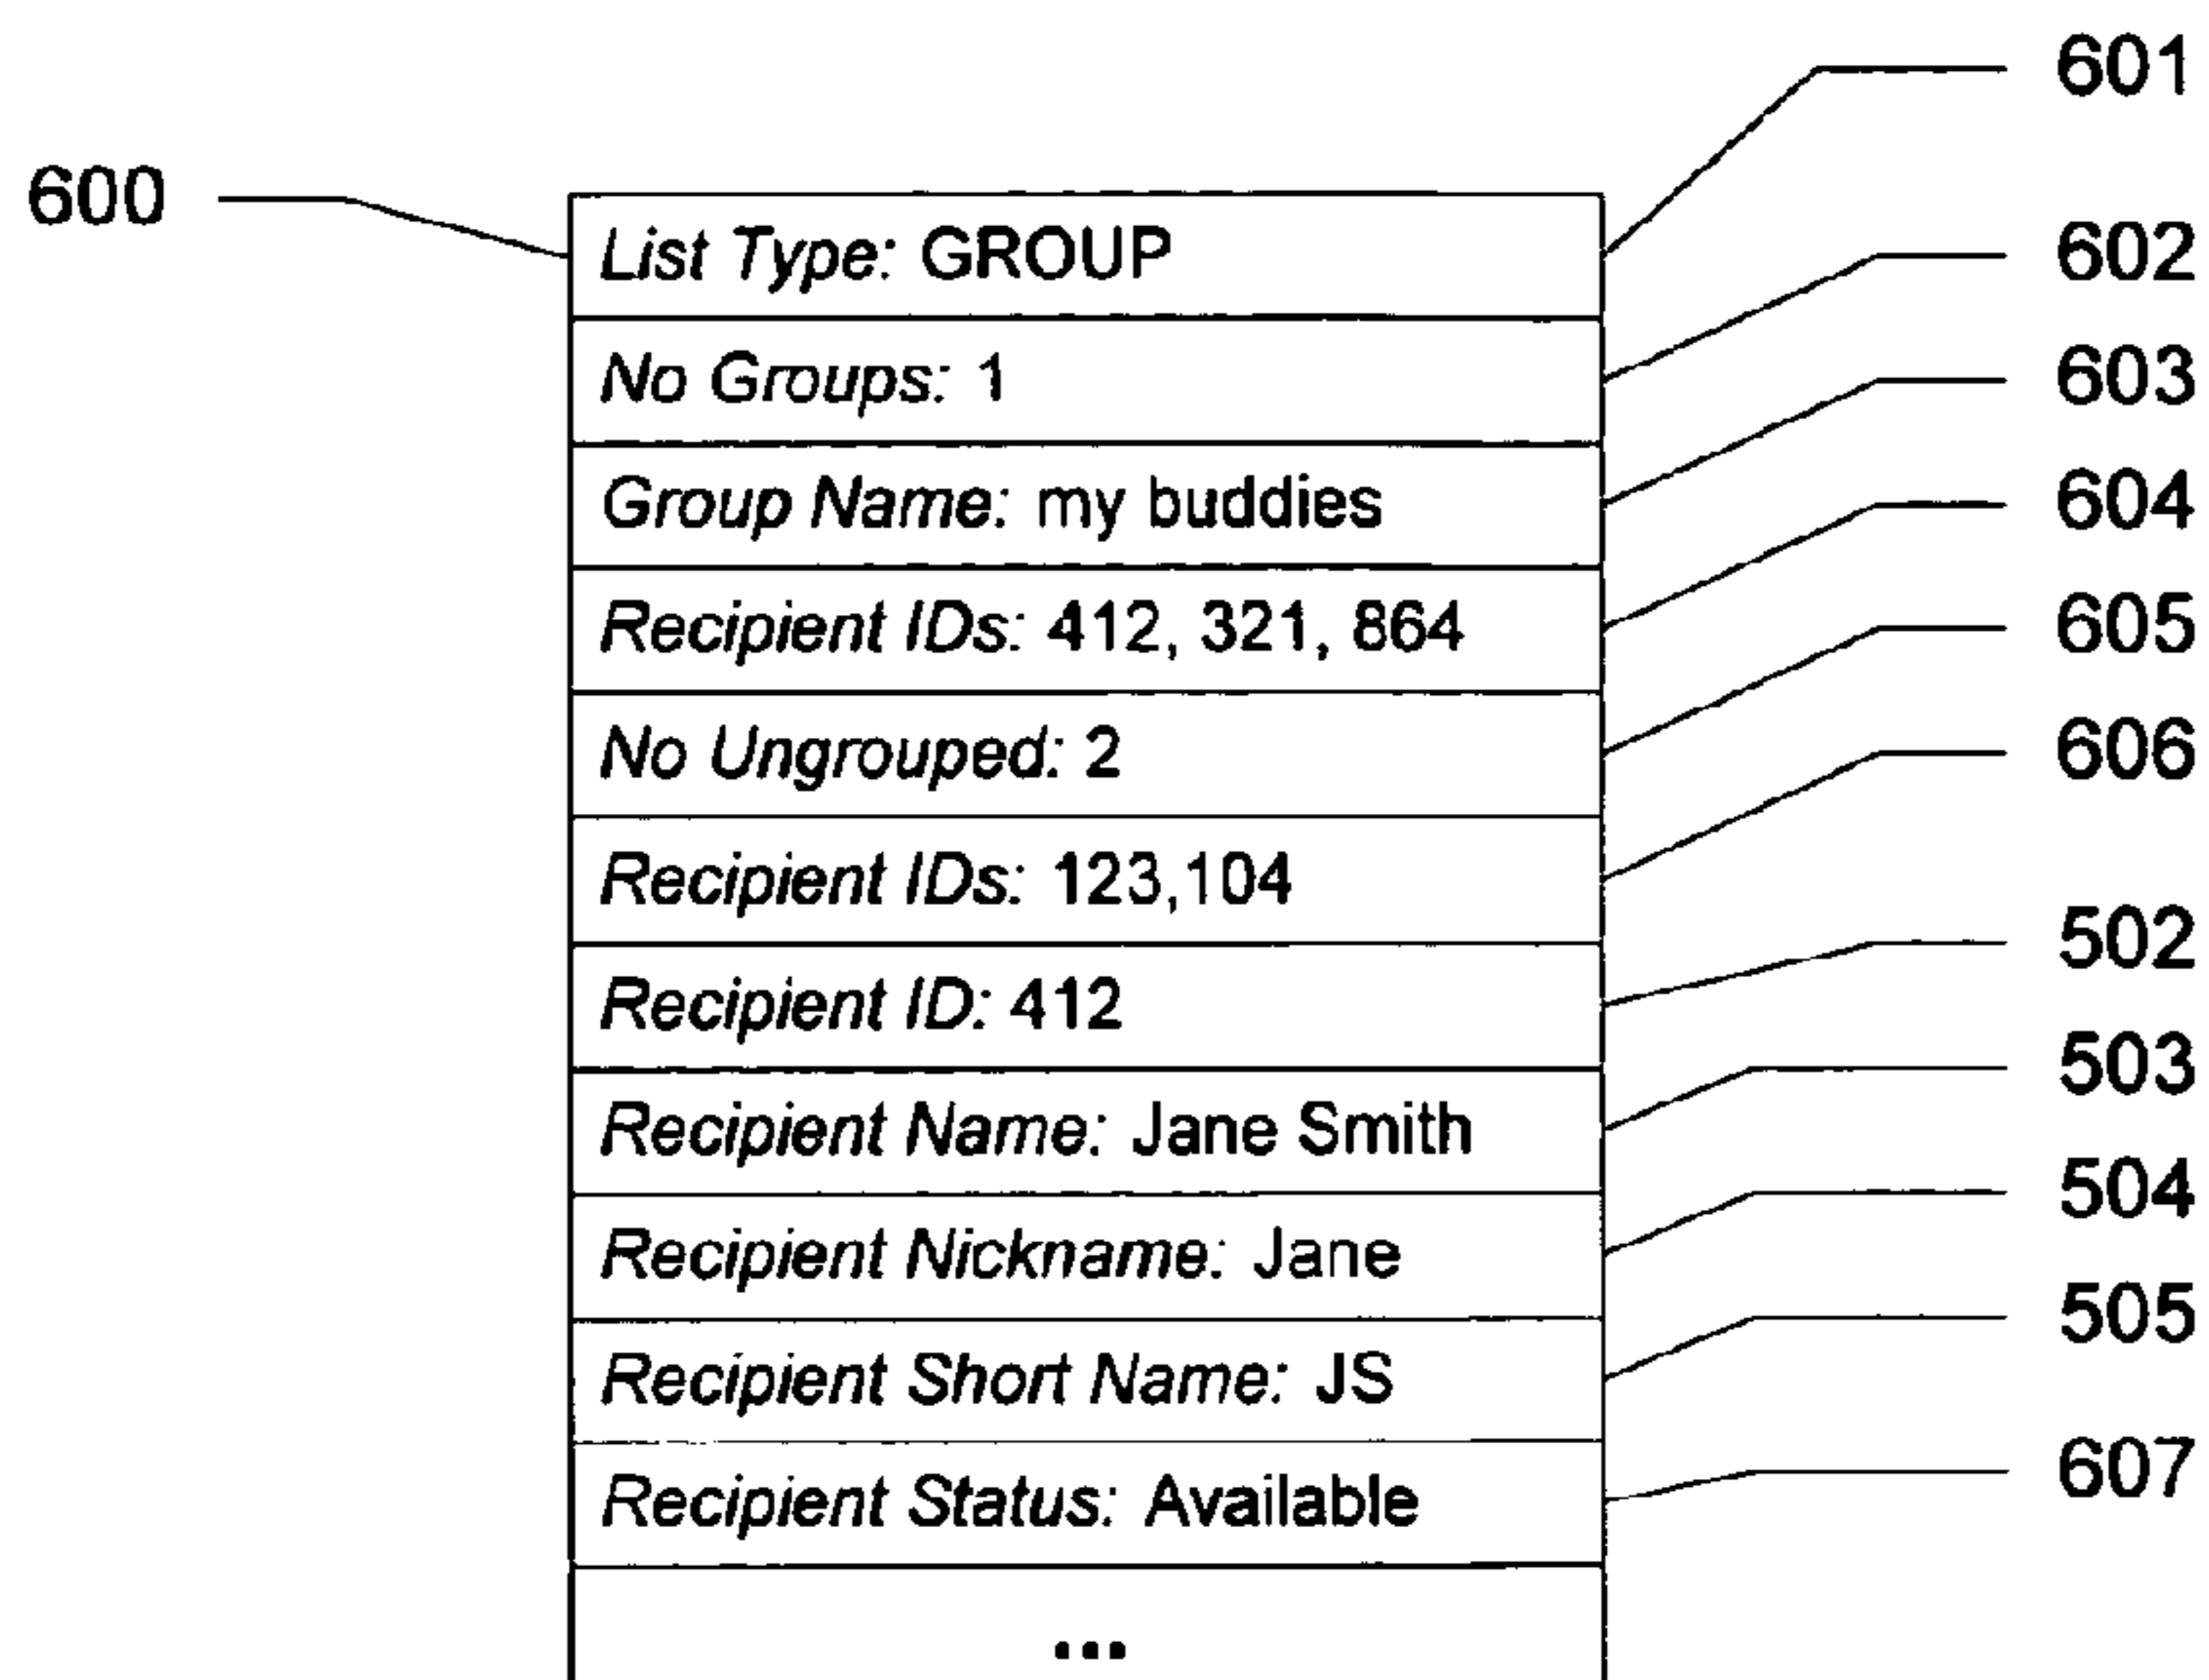 601
600
List Type: GROUP
602
No Groups: 1
603
Group Name: my buddies
604
Recipient IDs: 412, 321, 864
605
No Ungrouped: 2
606
Recipient IDs: 123,104
502
Recipient ID: 412
503
Recipient Name: Jane Smith
504
Recipient Nickname: Jane
505
Recipient Short Name: JS
607
Recipient Status: Available
...